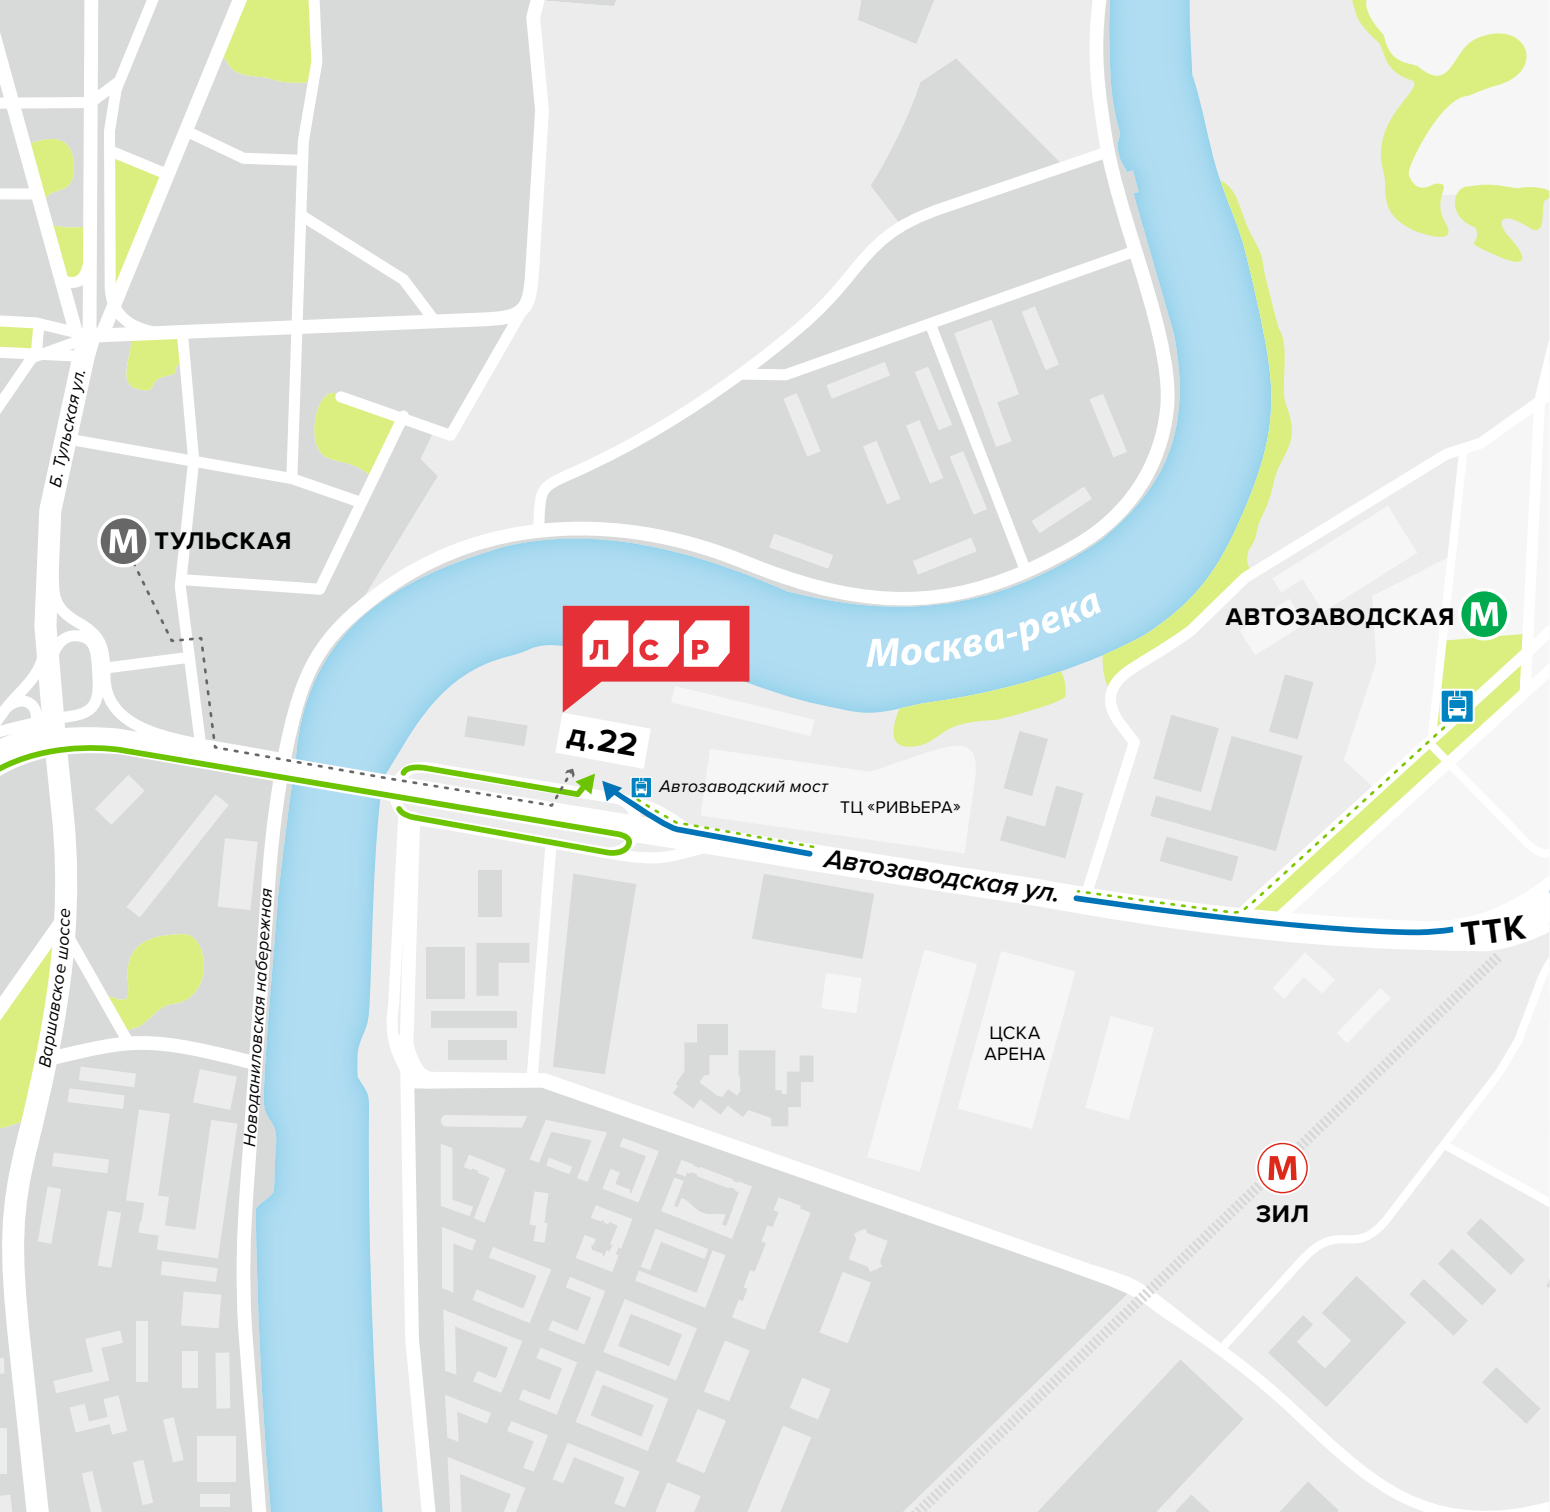 Б. Тульская ул.
М ТУЛЬСКАЯ
ЛСР
Москва-река
АВТОЗАВОДСКАЯ М
д.22
Автозаводский мост
ТЦ «РИВЬЕРА»
Автозаводская ул.
ТТК
Варшавское шоссе
Новоданиловская набережная
ЦСКА
АРЕНА
М
ЗИЛ